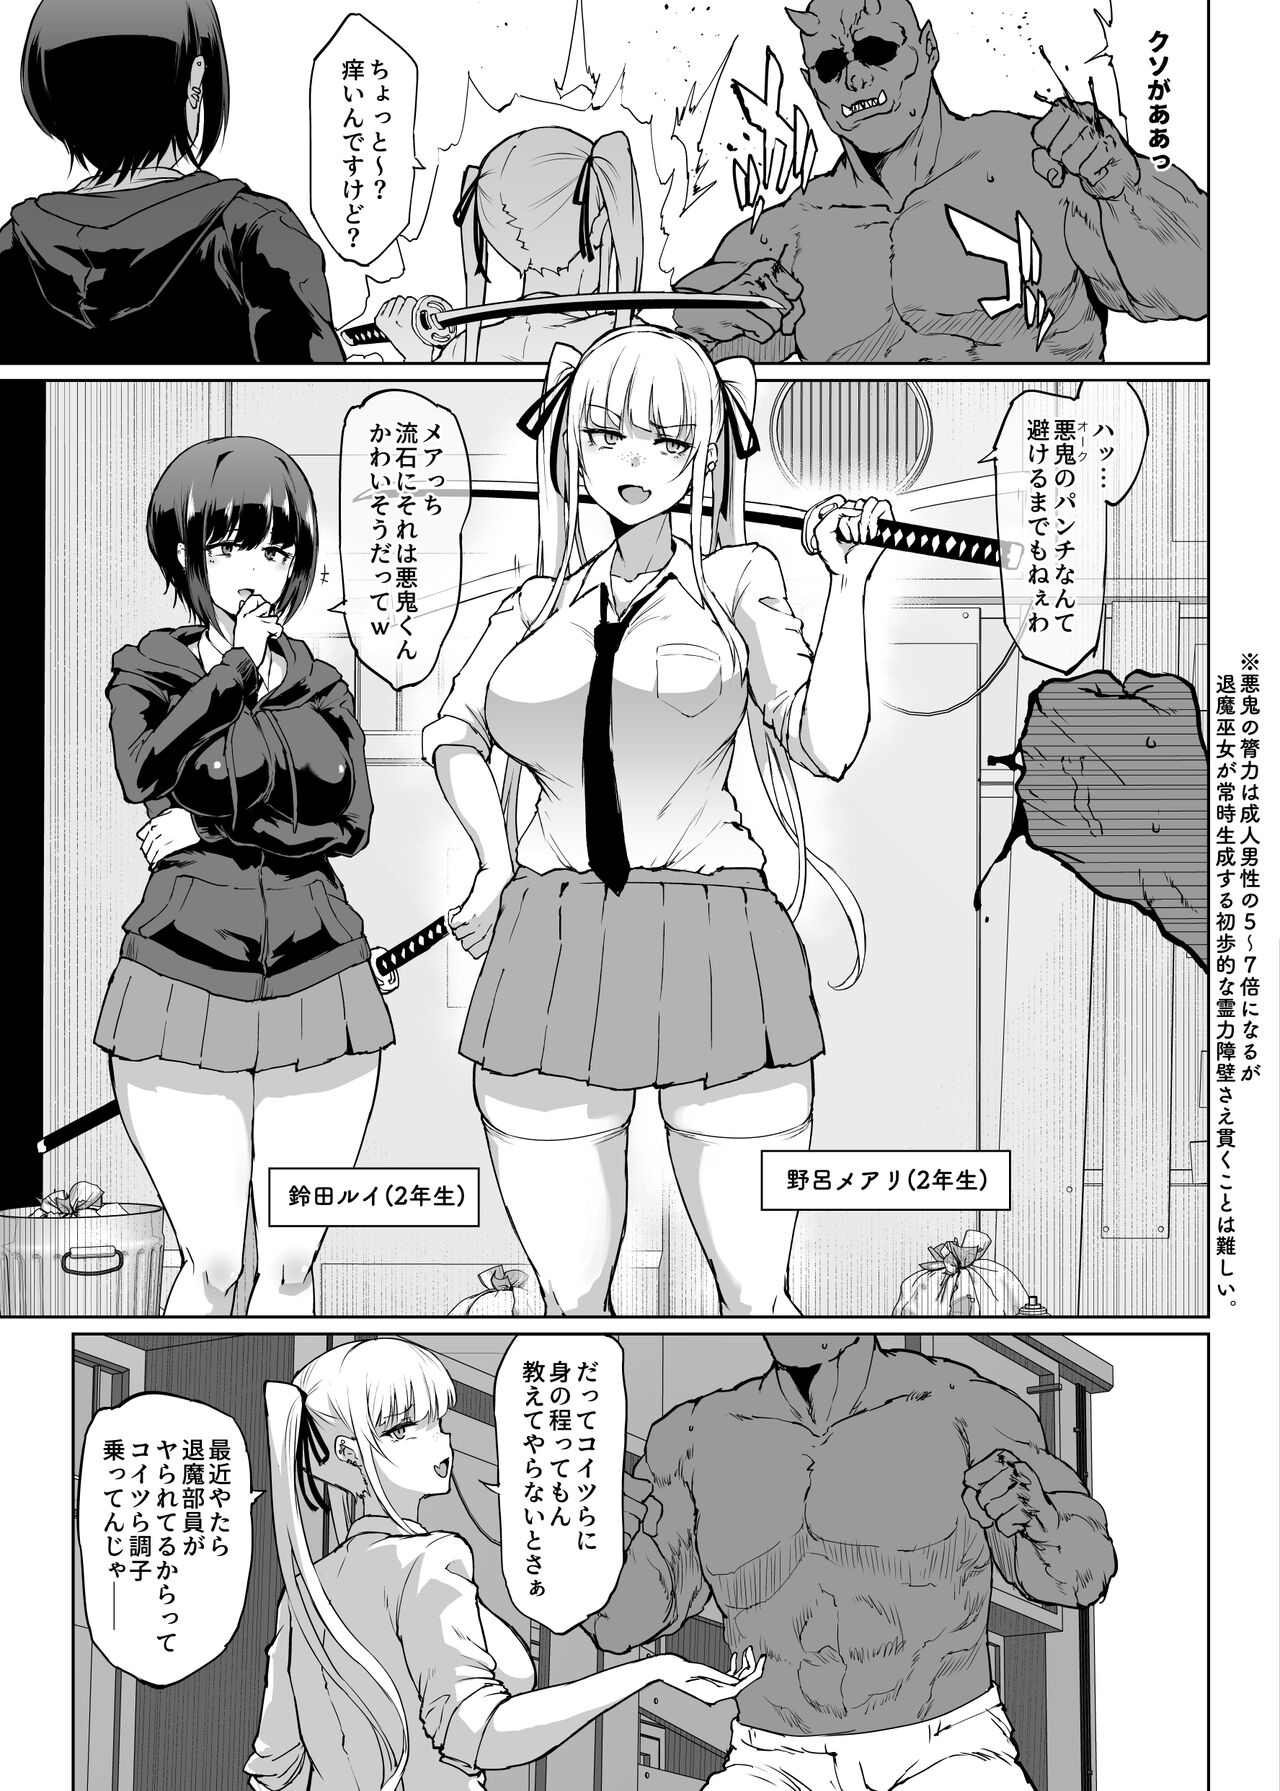 クソがああっ
メキッ
ゴッ
ちょっと～？
痒いんですけど？
ハッ…
悪鬼のパンチなんて
オーク
避けるまでもねぇわ
メアっち
流石にそれは悪鬼くん
かわいそうだってｗ
※悪鬼の膂力は成人男性の5～7倍になるが
退魔巫女が常時生成する初歩的な霊力障壁さえ貫くことは難しい。
野呂メアリ(2年生)
鈴田ルイ(2年生)
だってコイツらに
身の程ってもん
教えてやらないとさぁ
最近やたら
退魔部員が
ヤられてるからって
コイツら調子
乗ってんじゃ――